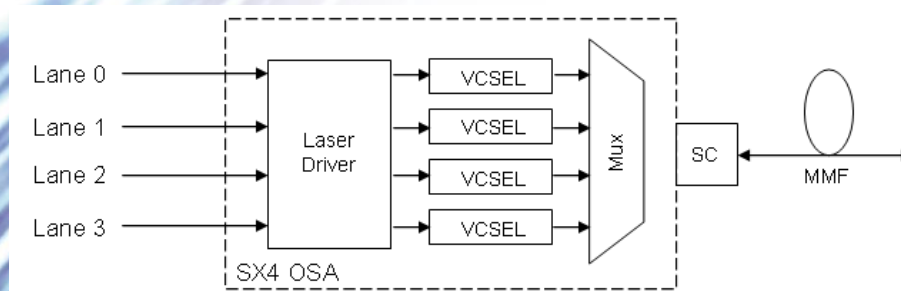 Lane 0
Lane 1
Lane 2
Lane 3
Laser
Driver
VCSEL
VCSEL
VCSEL
VCSEL
Mux
SC
MMF
SX4 OSA